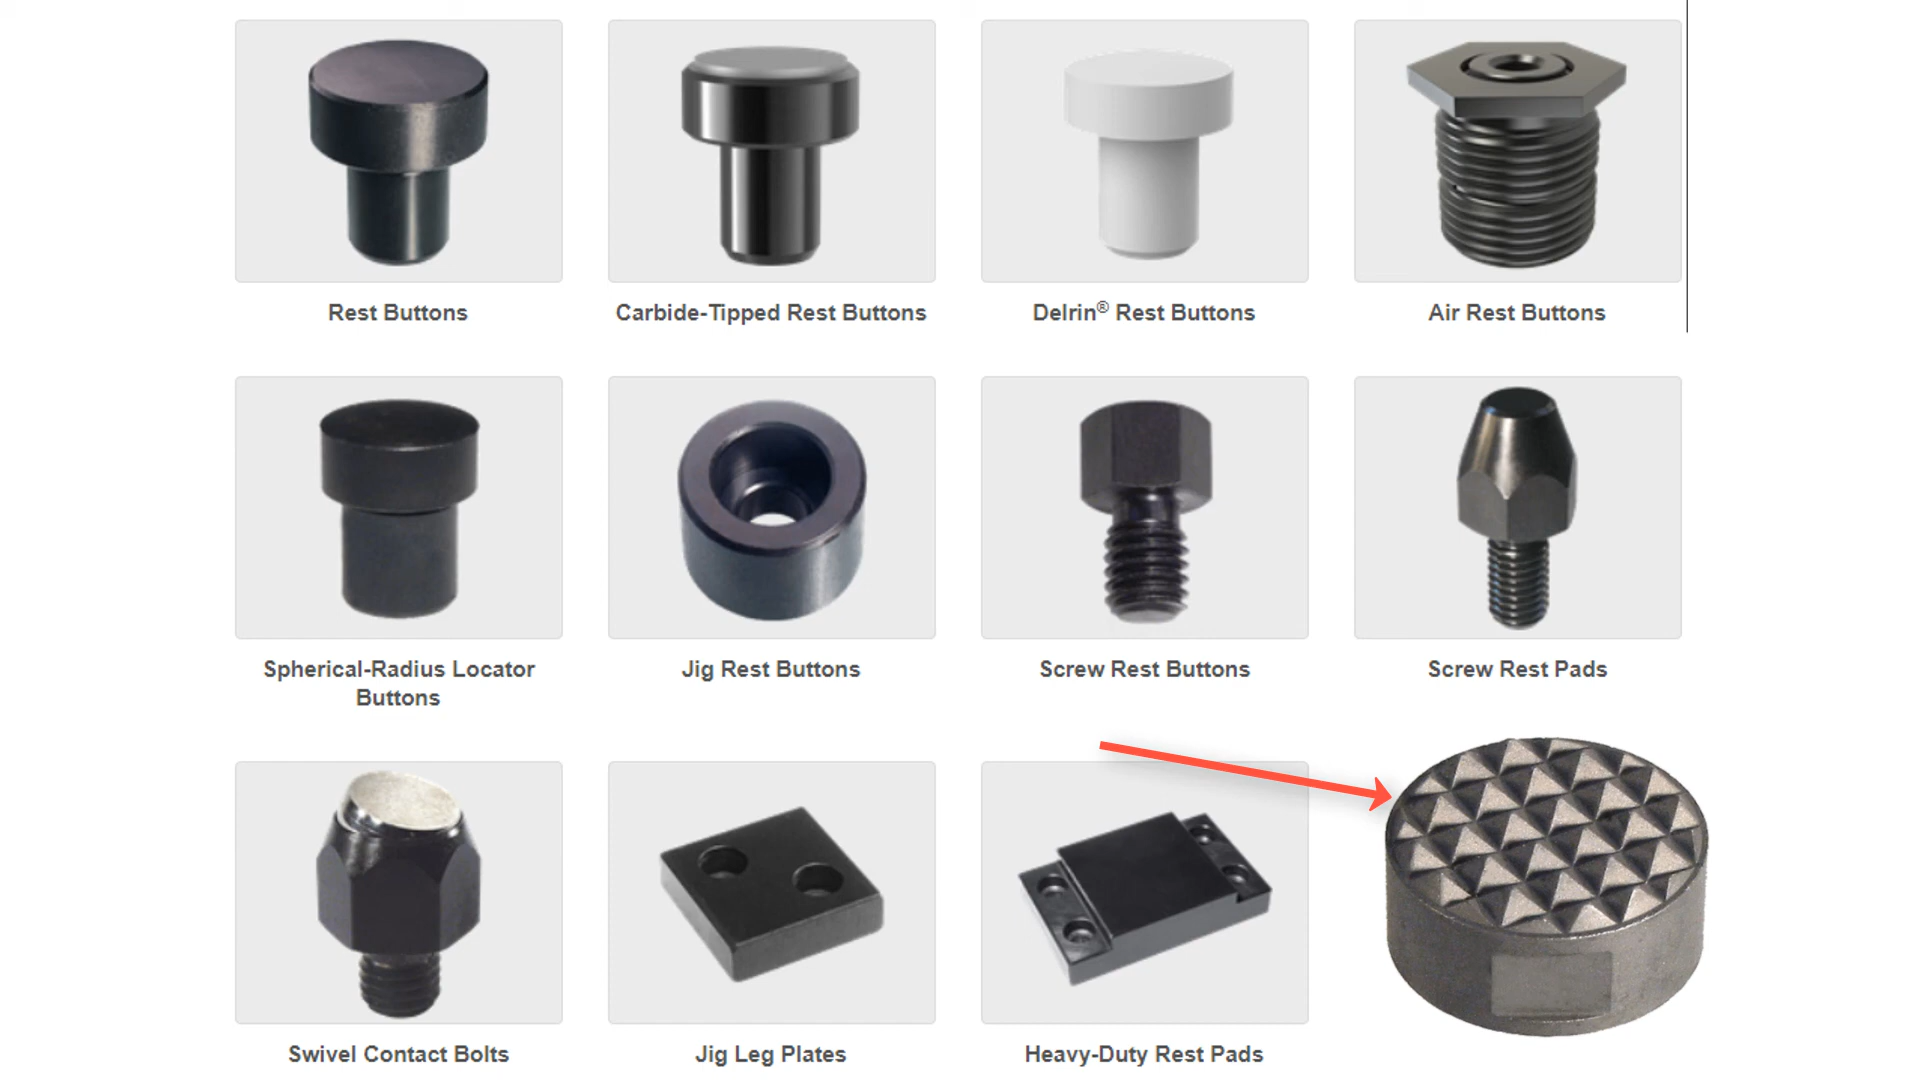 Rest Buttons
Carbide-Tipped Rest Buttons
Delrin® Rest Buttons
Air Rest Buttons
Spherical-Radius Locator
Buttons
Jig Rest Buttons
Screw Rest Buttons
Screw Rest Pads
Swivel Contact Bolts
Jig Leg Plates
Heavy-Duty Rest Pads